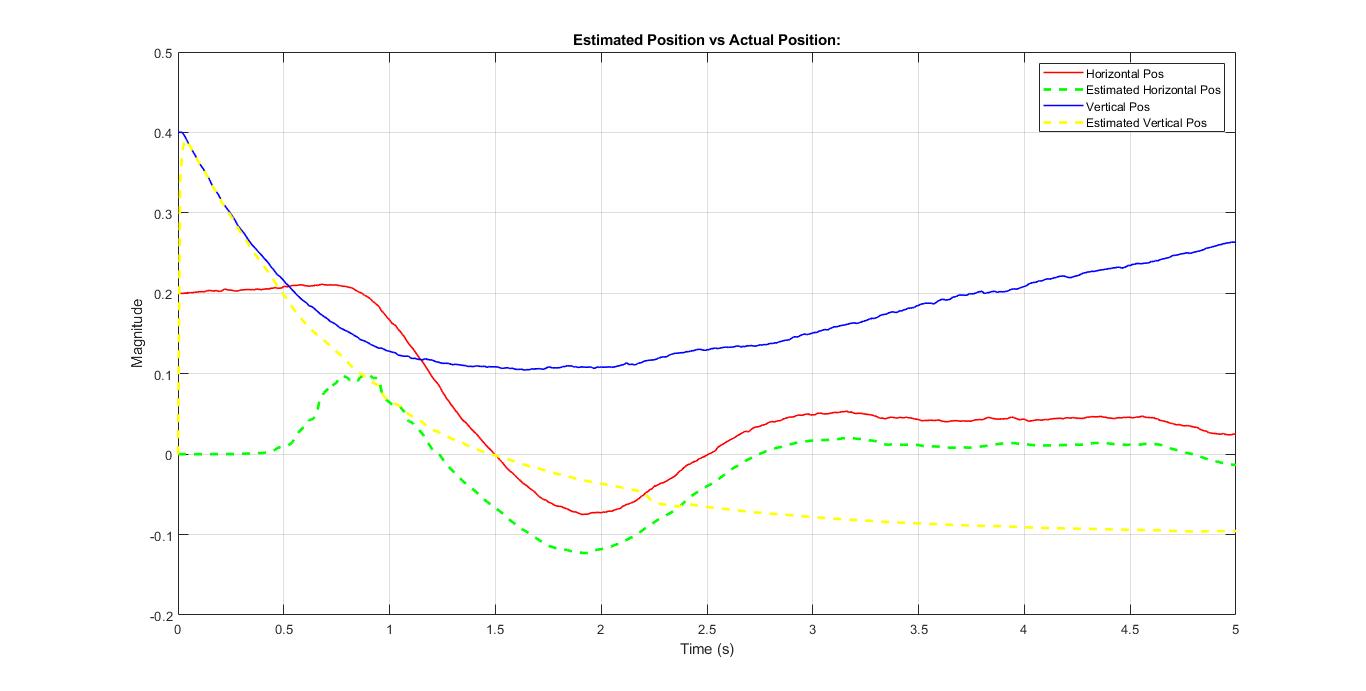 Estimated Position vs Actual Position:
0.5
0.4
0.3
0.2
0.1
0
-0.1
-0.2
Magnitude
Horizontal Pos
Estimated Horizontal Pos
Vertical Pos
Estimated Vertical Pos
0 0.5 1 1.5 2 2.5 3 3.5 4 4.5 5
Time (s)